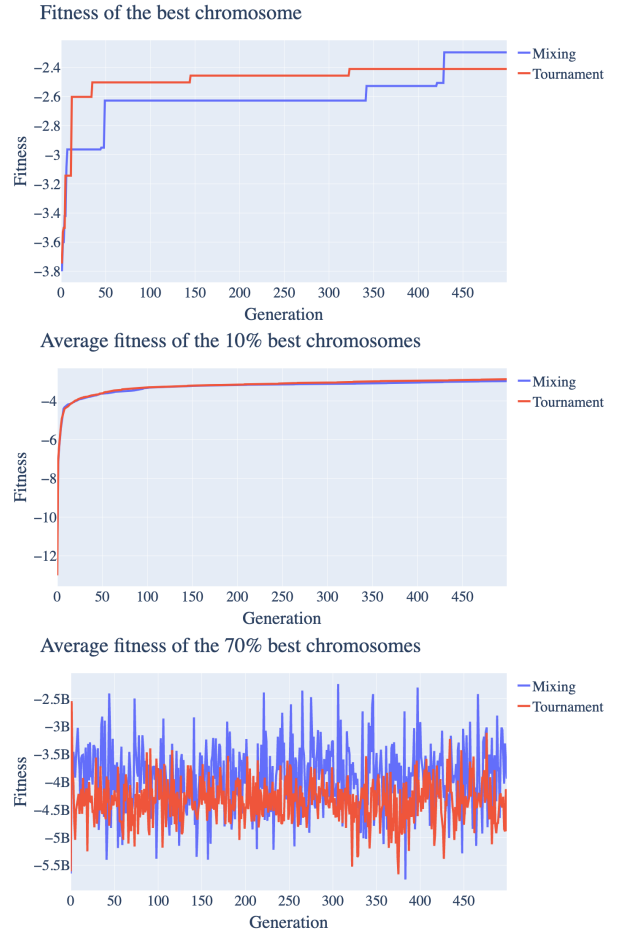 Fitness of the best chromosome
Mixing
Tournament
−2.4
−2.6
−2.8
−3
−3.2
−3.4
−3.6
−3.8
Fitness
0 50 100 150 200 250 300 350 400 450
Generation
Average fitness of the 10% best chromosomes
Mixing
Tournament
−4
−6
−8
−10
−12
Fitness
0 50 100 150 200 250 300 350 400 450
Generation
Average fitness of the 70% best chromosomes
Mixing
Tournament
−2.5B
−3B
−3.5B
−4B
−4.5B
−5B
−5.5B
Fitness
0 50 100 150 200 250 300 350 400 450
Generation